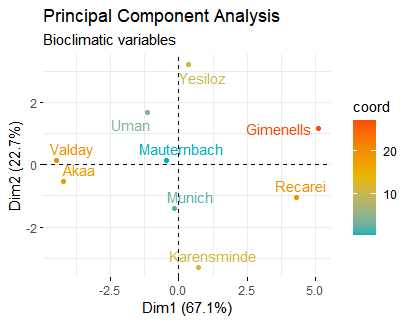 Principal Component Analysis
Bioclimatic variables
Yesiloz
Uman
Gimenells
Valday
Mauternbach
Akaa
Recarei
Munich
Karensminde
2
0
-2
-2.5
0.0
2.5
5.0
Dim1 (67.1%)
Dim2 (22.7%)
coord
20
10